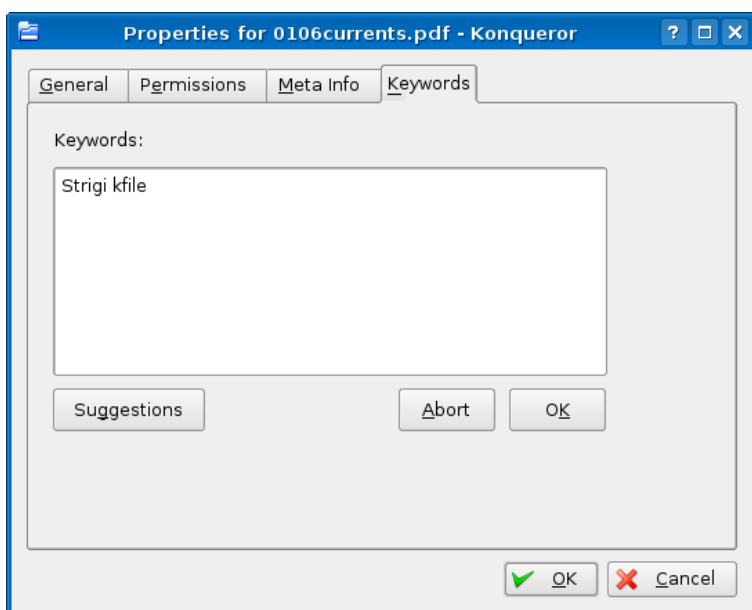 Properties for 0106currents.pdf - Konqueror ?
General Permissions Meta Info Keywords
Keywords:
Strigi kfile
Suggestions Abort OK
OK Cancel